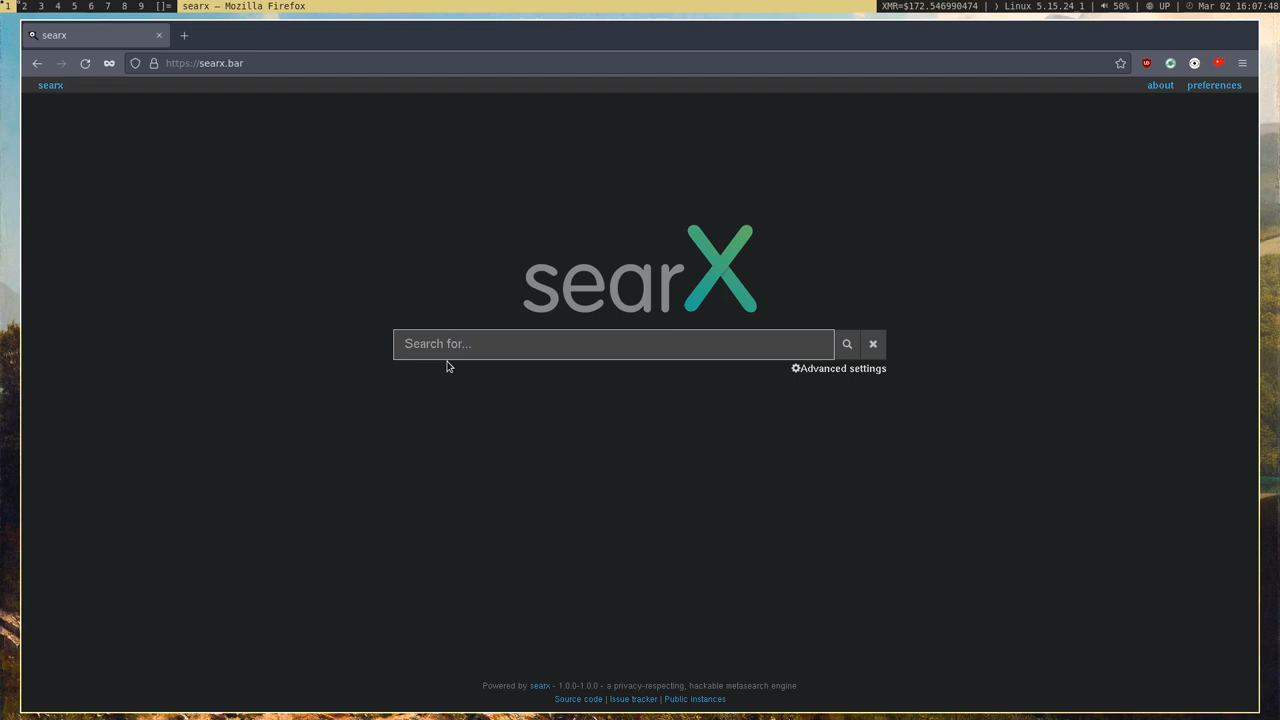 1 2 3 4 5 6 7 8 9 []= searx — Mozilla Firefox XMR=$172.546990474 | ) Linux 5.15.24_1 | 50% | UP | Mar 02 16:07:48
searx
https://searx.bar
searx about preferences
searX
Search for...
Advanced settings
Powered by searx - 1.0.0-1.0.0 - a privacy-respecting, hackable metasearch engine
Source code | Issue tracker | Public instances